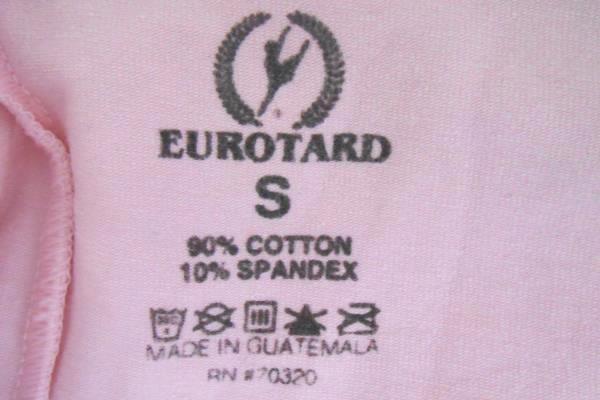 EUROTARD
S
90% COTTON
10% SPANDEX
MADE IN GUATEMALA
RN #70320